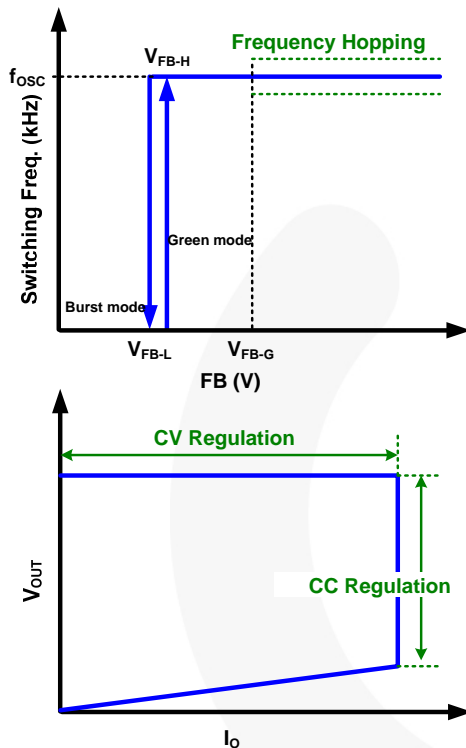 Frequency Hopping
V_FB-H
f_OSC
Switching Freq. (kHz)
Green mode
Burst mode
V_FB-L
V_FB-G
FB (V)
CV Regulation
V_OUT
CC Regulation
I_O